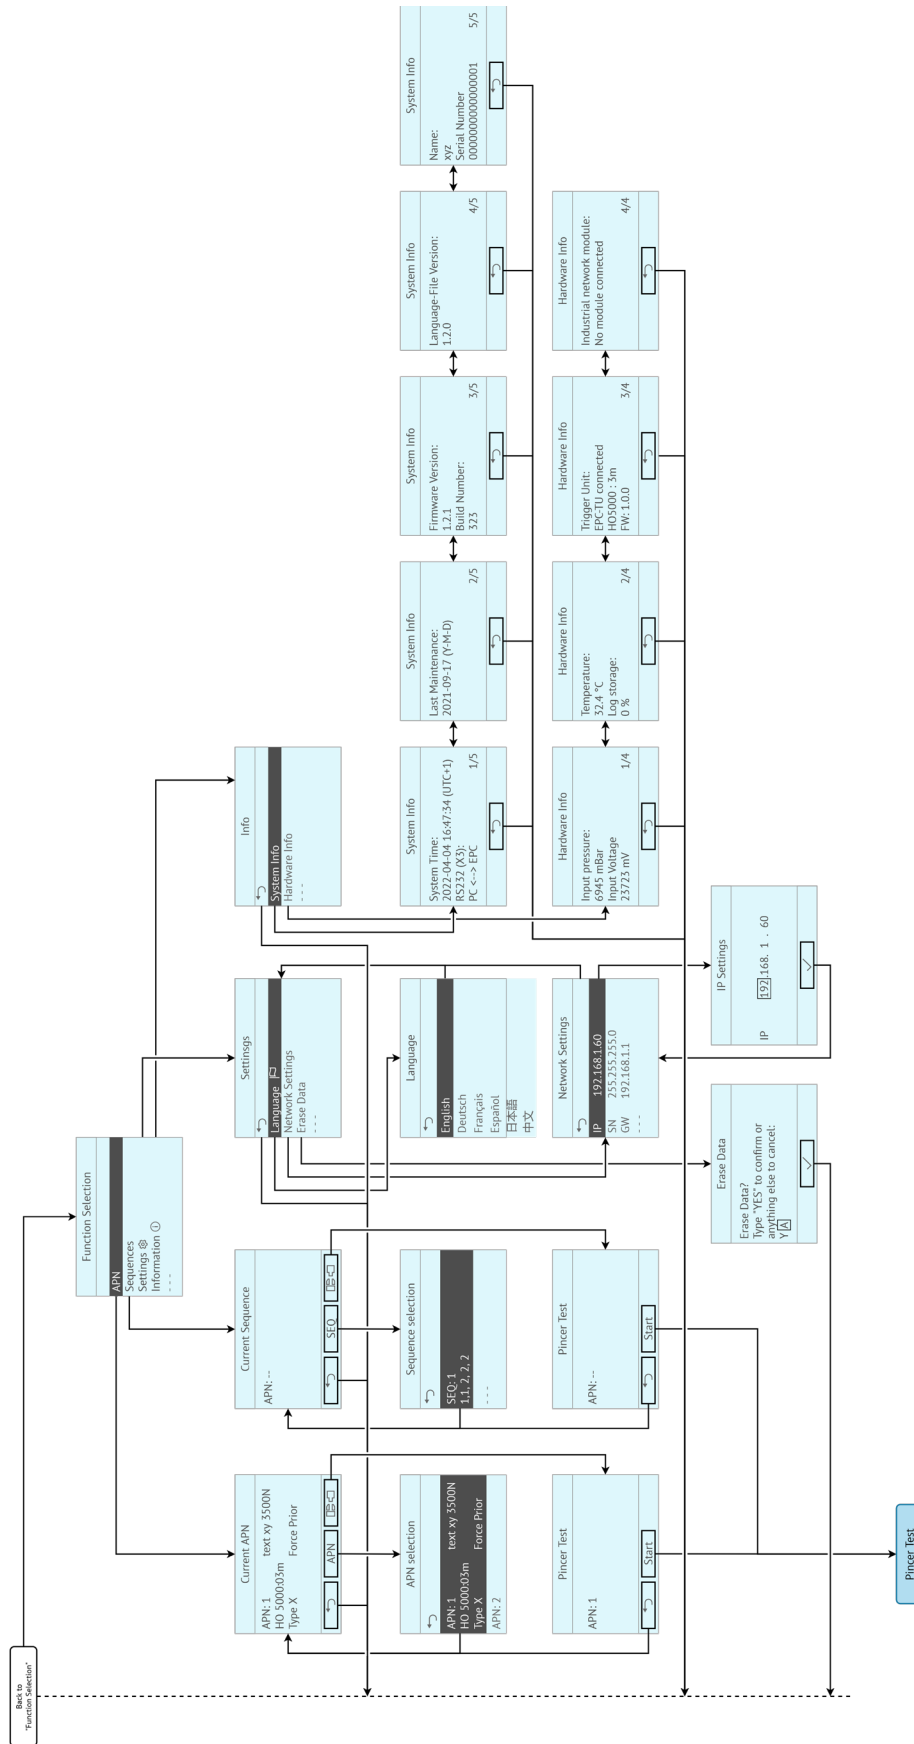 Back to
"Function Selection"
Function Selection
APN
Sequences
Settings
Information
- - -
Current APN
APN: 1 text xy 3500N
HO 5000:03m
Type X Force Prior
APN
Current Sequence
APN: --
SEQ
Settinsgs
Language
Network Settings
Erase Data
- - -
Info
System Info
Hardware Info
- - -
APN selection
APN: 1 text xy 3500N
HO 5000:03m
Type X Force Prior
APN: 2
Sequence selection
SEQ: 1
1,1, 2, 2, 2
- - -
Language
English
Deutsch
Français
Español
日本語
中文
System Info
System Time:
2022-04-04 16:47:34 (UTC+1)
RS232 (X3):
PC <--> EPC 1/5
System Info
Last Maintenance:
2021-09-17 (Y-M-D)
2/5
System Info
Firmware Version:
1.2.1
Build Number:
323 3/5
System Info
Language-File Version:
1.2.0
4/5
System Info
Name:
xyz
Serial Number
0000000000000001 5/5
Pincer Test
APN: 1
Start
Pincer Test
APN: --
Start
Network Settings
IP 192.168.1.60
SN 255.255.255.0
GW 192.168.1.1
- - -
Hardware Info
Input pressure:
6945 mBar
Input Voltage
23723 mV 1/4
Hardware Info
Temperature:
32.4 °C
Log storage:
0 % 2/4
Hardware Info
Trigger Unit:
EPC-TU connected
HO5000 : 3m
FW: 1.0.0 3/4
Hardware Info
Industrial network module:
No module connected
4/4
Erase Data
Erase Data?
Type "YES" to confirm or
anything else to cancel:
Y A
IP Settings
IP 192.168. 1 . 60
Pincer Test